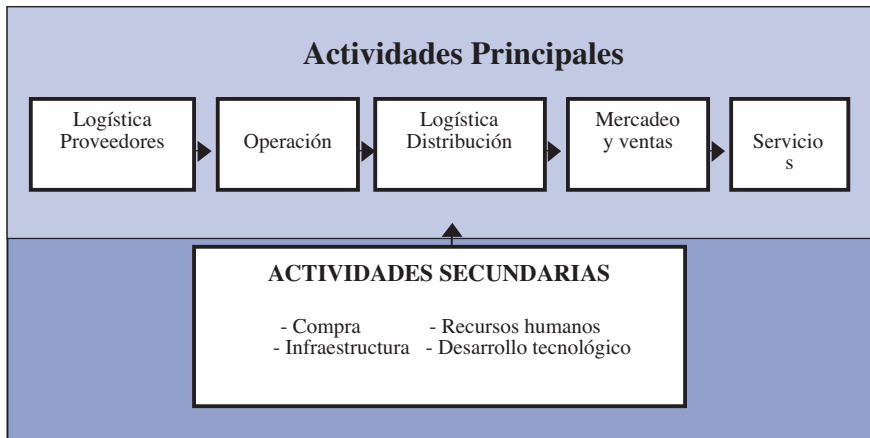 Actividades Principales
Logística
Proveedores
Operación
Logística
Distribución
Mercadeo
y ventas
Servicio
s
ACTIVIDADES SECUNDARIAS
- Compra - Recursos humanos
- Infraestructura - Desarrollo tecnológico